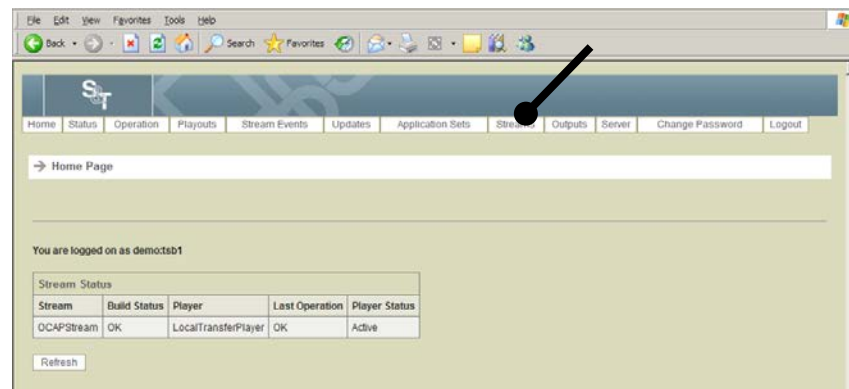 File Edit View Favorites Tools Help
Back Search Favorites
S&T
Home Status Operation Playouts Stream Events Updates Application Sets Streams Outputs Server Change Password Logout
Home Page
You are logged on as demo:tsb1
Stream Status
Stream Build Status Player Last Operation Player Status
OCAPStream OK LocalTransferPlayer OK Active
Refresh